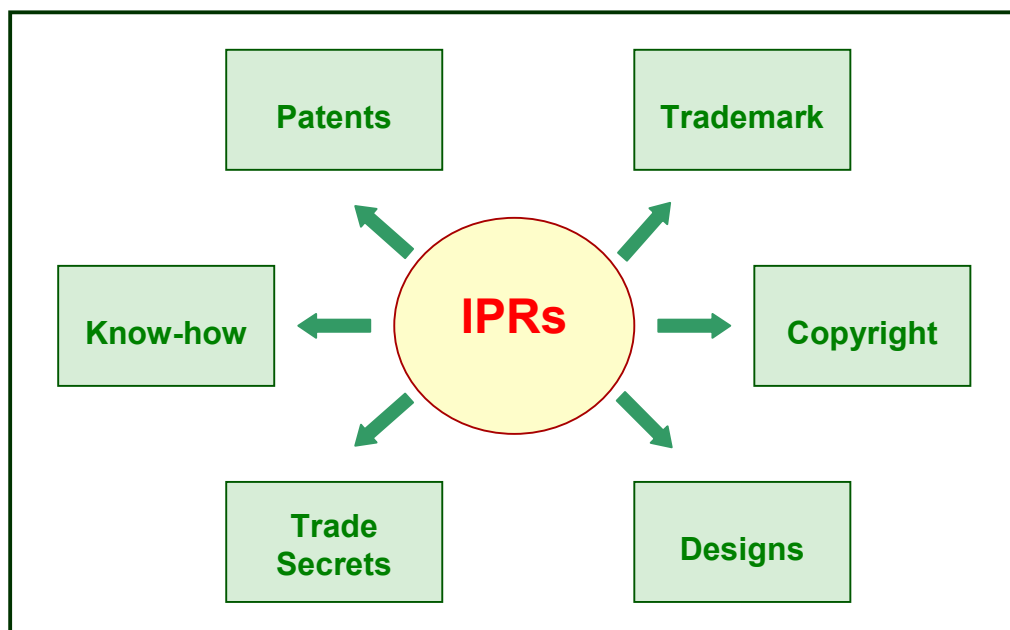 Patents
Trademark
Know-how
IPRs
Copyright
Trade
Secrets
Designs